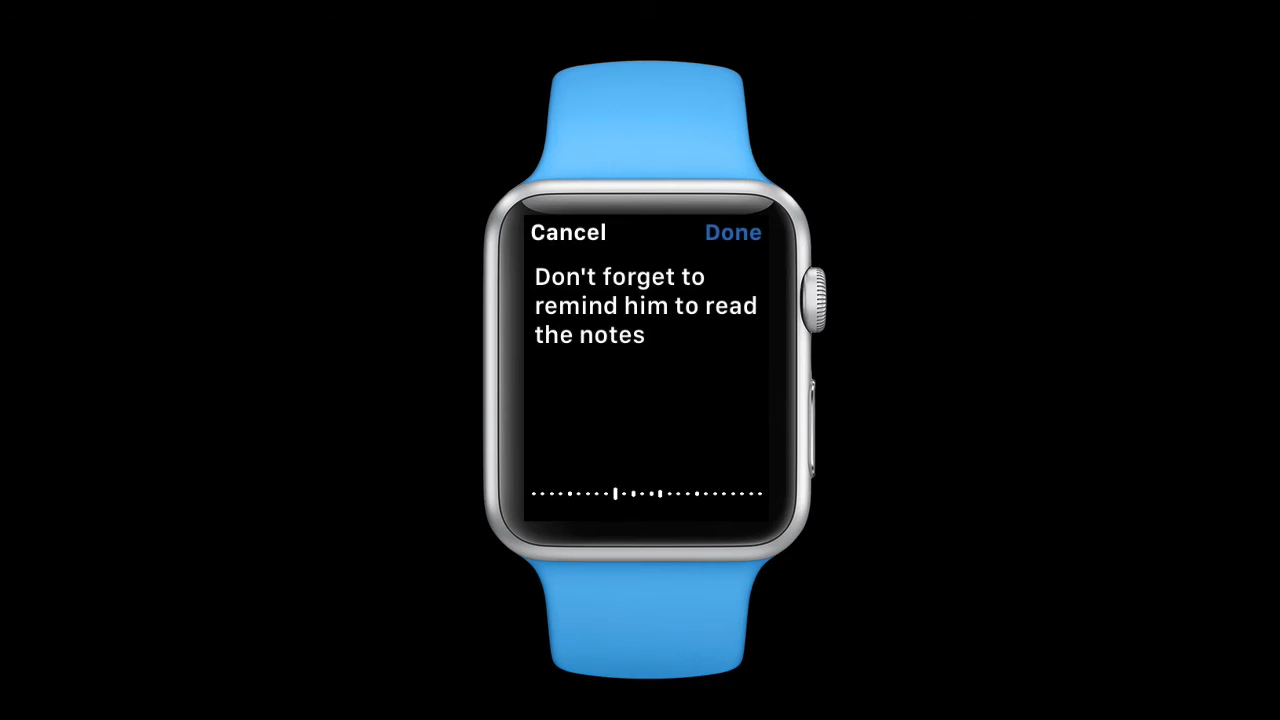 Cancel Done
Don't forget to
remind him to read
the notes